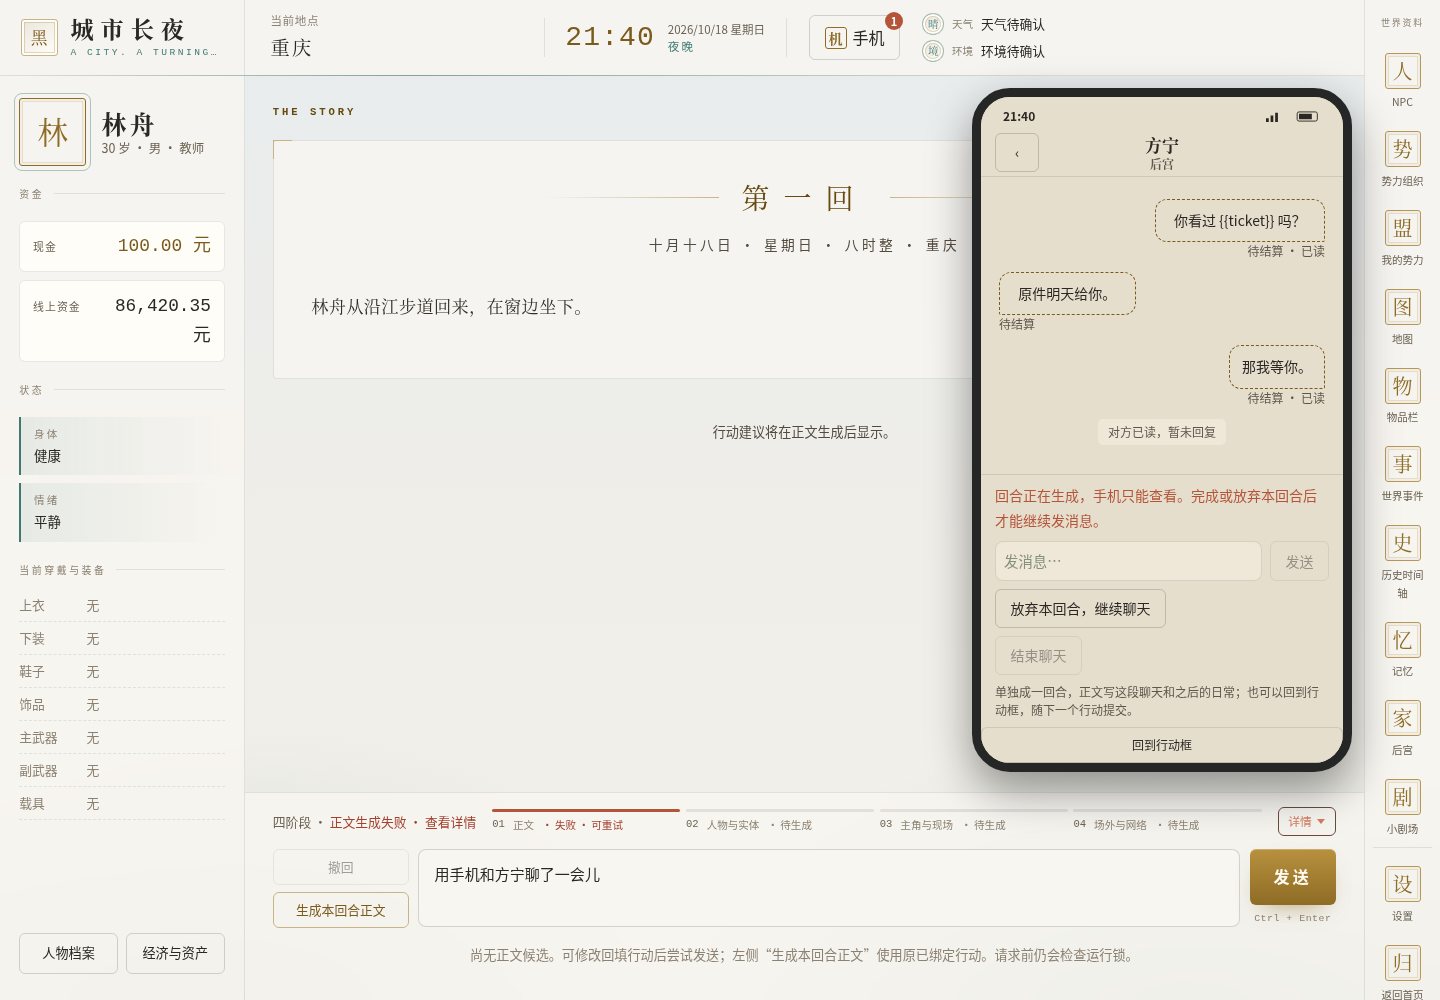 黑
城市长夜
A CITY. A TURNING…
当前地点
重庆
21:40
2026/10/18 星期日
夜晚
机 手机
1
晴 天气 天气待确认
境 环境 环境待确认
世界资料
人
NPC
势
势力组织
盟
我的势力
图
地图
物
物品栏
事
世界事件
史
历史时间
轴
忆
记忆
家
后宫
剧
小剧场
设
设置
归
返回首页
林
林舟
30 岁 · 男 · 教师
资金
现金 100.00 元
线上资金 86,420.35
元
状态
身体
健康
情绪
平静
当前穿戴与装备
上衣 无
下装 无
鞋子 无
饰品 无
主武器 无
副武器 无
载具 无
人物档案
经济与资产
THE STORY
第一回
十月十八日 · 星期日 · 八时整 · 重庆
林舟从沿江步道回来，在窗边坐下。
行动建议将在正文生成后显示。
21:40
‹
方宁
后宫
你看过 {{ticket}} 吗？
待结算 · 已读
原件明天给你。
待结算
那我等你。
待结算 · 已读
对方已读，暂未回复
回合正在生成，手机只能查看。完成或放弃本回合后
才能继续发消息。
发消息…
发送
放弃本回合，继续聊天
结束聊天
单独成一回合，正文写这段聊天和之后的日常；也可以回到行
动框，随下一个行动提交。
回到行动框
四阶段 · 正文生成失败 · 查看详情
01 正文 · 失败 · 可重试
02 人物与实体 · 待生成
03 主角与现场 · 待生成
04 场外与网络 · 待生成
详情
撤回
生成本回合正文
用手机和方宁聊了一会儿
发送
Ctrl + Enter
尚无正文候选。可修改回填行动后尝试发送；左侧“生成本回合正文”使用原已绑定行动。请求前仍会检查运行锁。